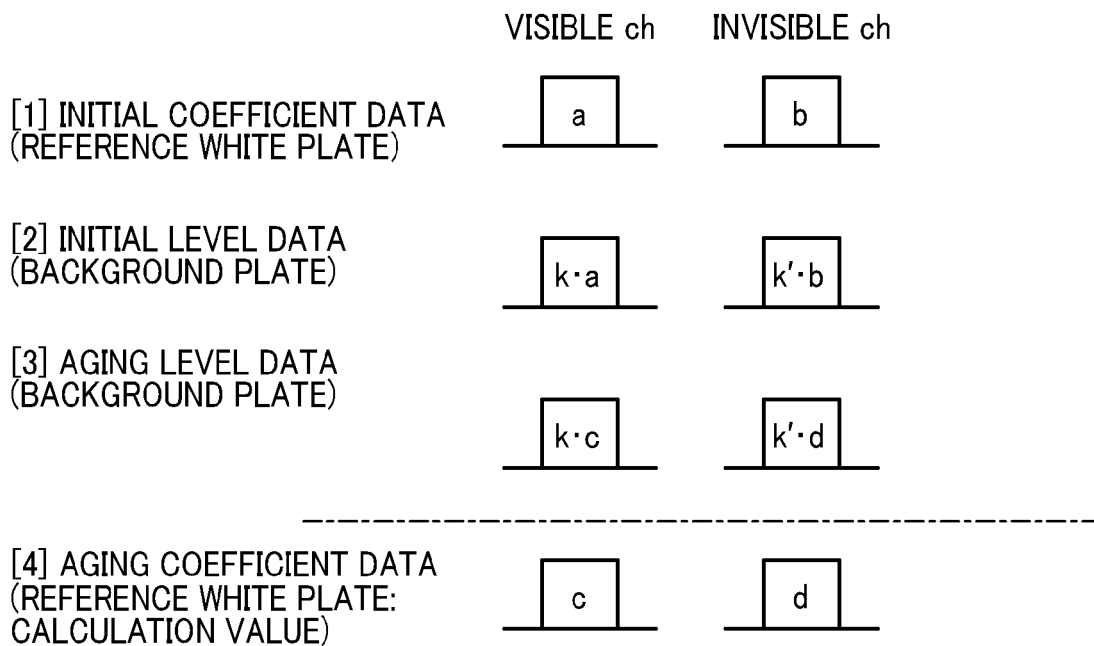 VISIBLE ch INVISIBLE ch
[1] INITIAL COEFFICIENT DATA
(REFERENCE WHITE PLATE)
a b
[2] INITIAL LEVEL DATA
(BACKGROUND PLATE)
k・a k′・b
[3] AGING LEVEL DATA
(BACKGROUND PLATE)
k・c k′・d
[4] AGING COEFFICIENT DATA
(REFERENCE WHITE PLATE:
CALCULATION VALUE)
c d